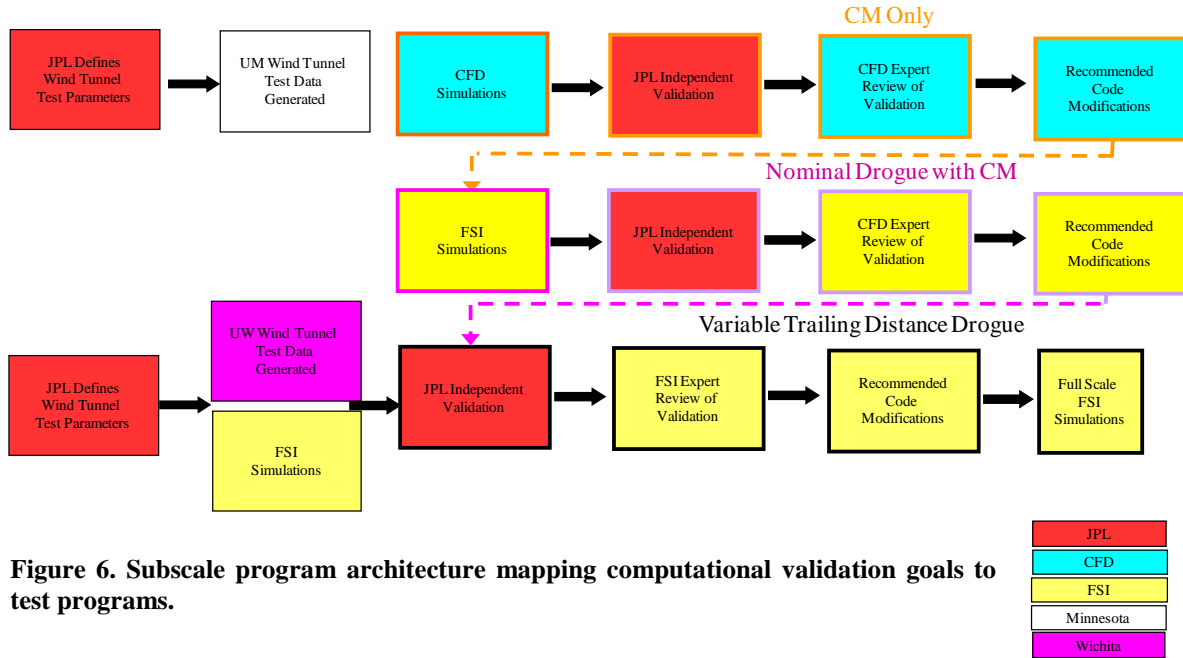 CM Only
JPL Defines
Wind Tunnel
Test Parameters
UM Wind Tunnel
Test Data
Generated
CFD
Simulations
JPL Independent
Validation
CFD Expert
Review of
Validation
Recommended
Code
Modifications
Nominal Drogue with CM
FSI
Simulations
JPL Independent
Validation
CFD Expert
Review of
Validation
Recommended
Code
Modifications
Variable Trailing Distance Drogue
JPL Defines
Wind Tunnel
Test Parameters
UW Wind Tunnel
Test Data
Generated
FSI
Simulations
JPL Independent
Validation
FSI Expert
Review of
Validation
Recommended
Code
Modifications
Full Scale
FSI
Simulations
Figure 6. Subscale program architecture mapping computational validation goals to
test programs.
JPL
CFD
FSI
Minnesota
Wichita